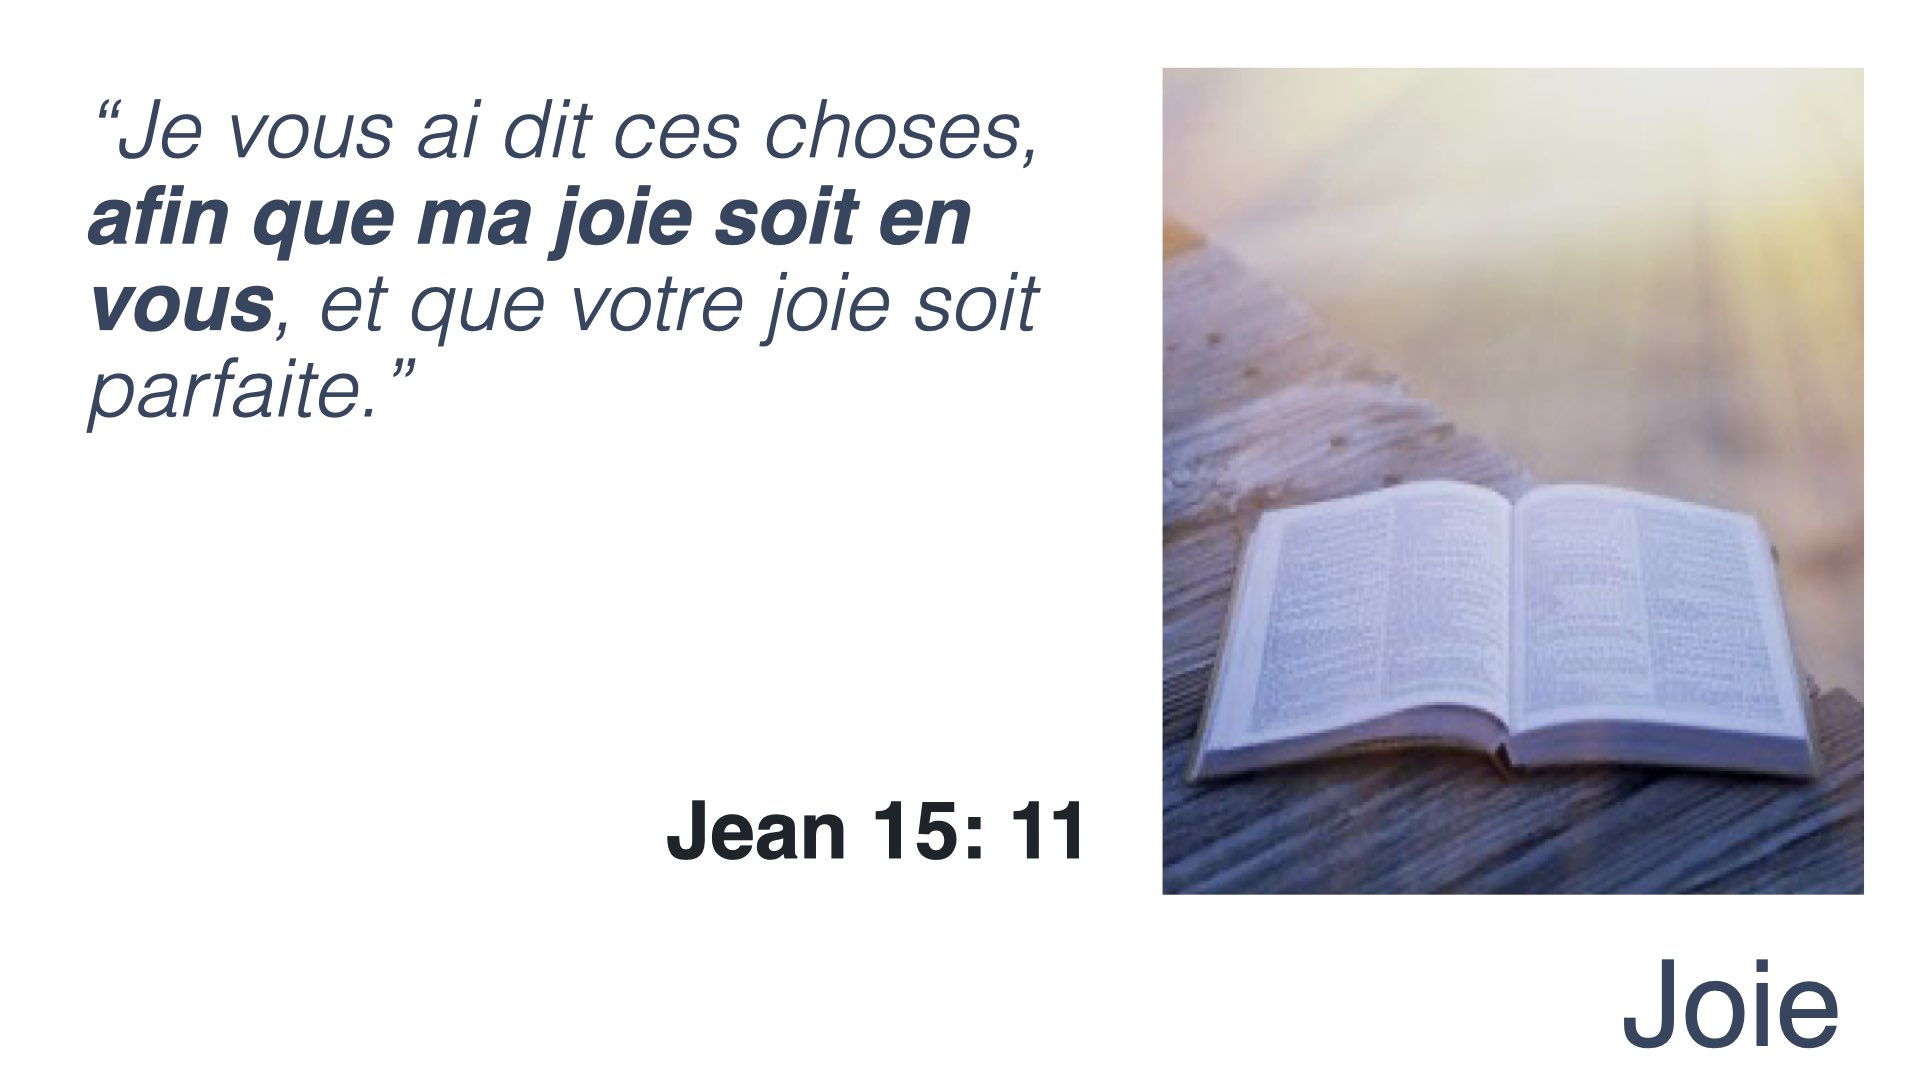 “Je vous ai dit ces choses,
afin que ma joie soit en
vous, et que votre joie soit
parfaite.”
Jean 15: 11
Joie